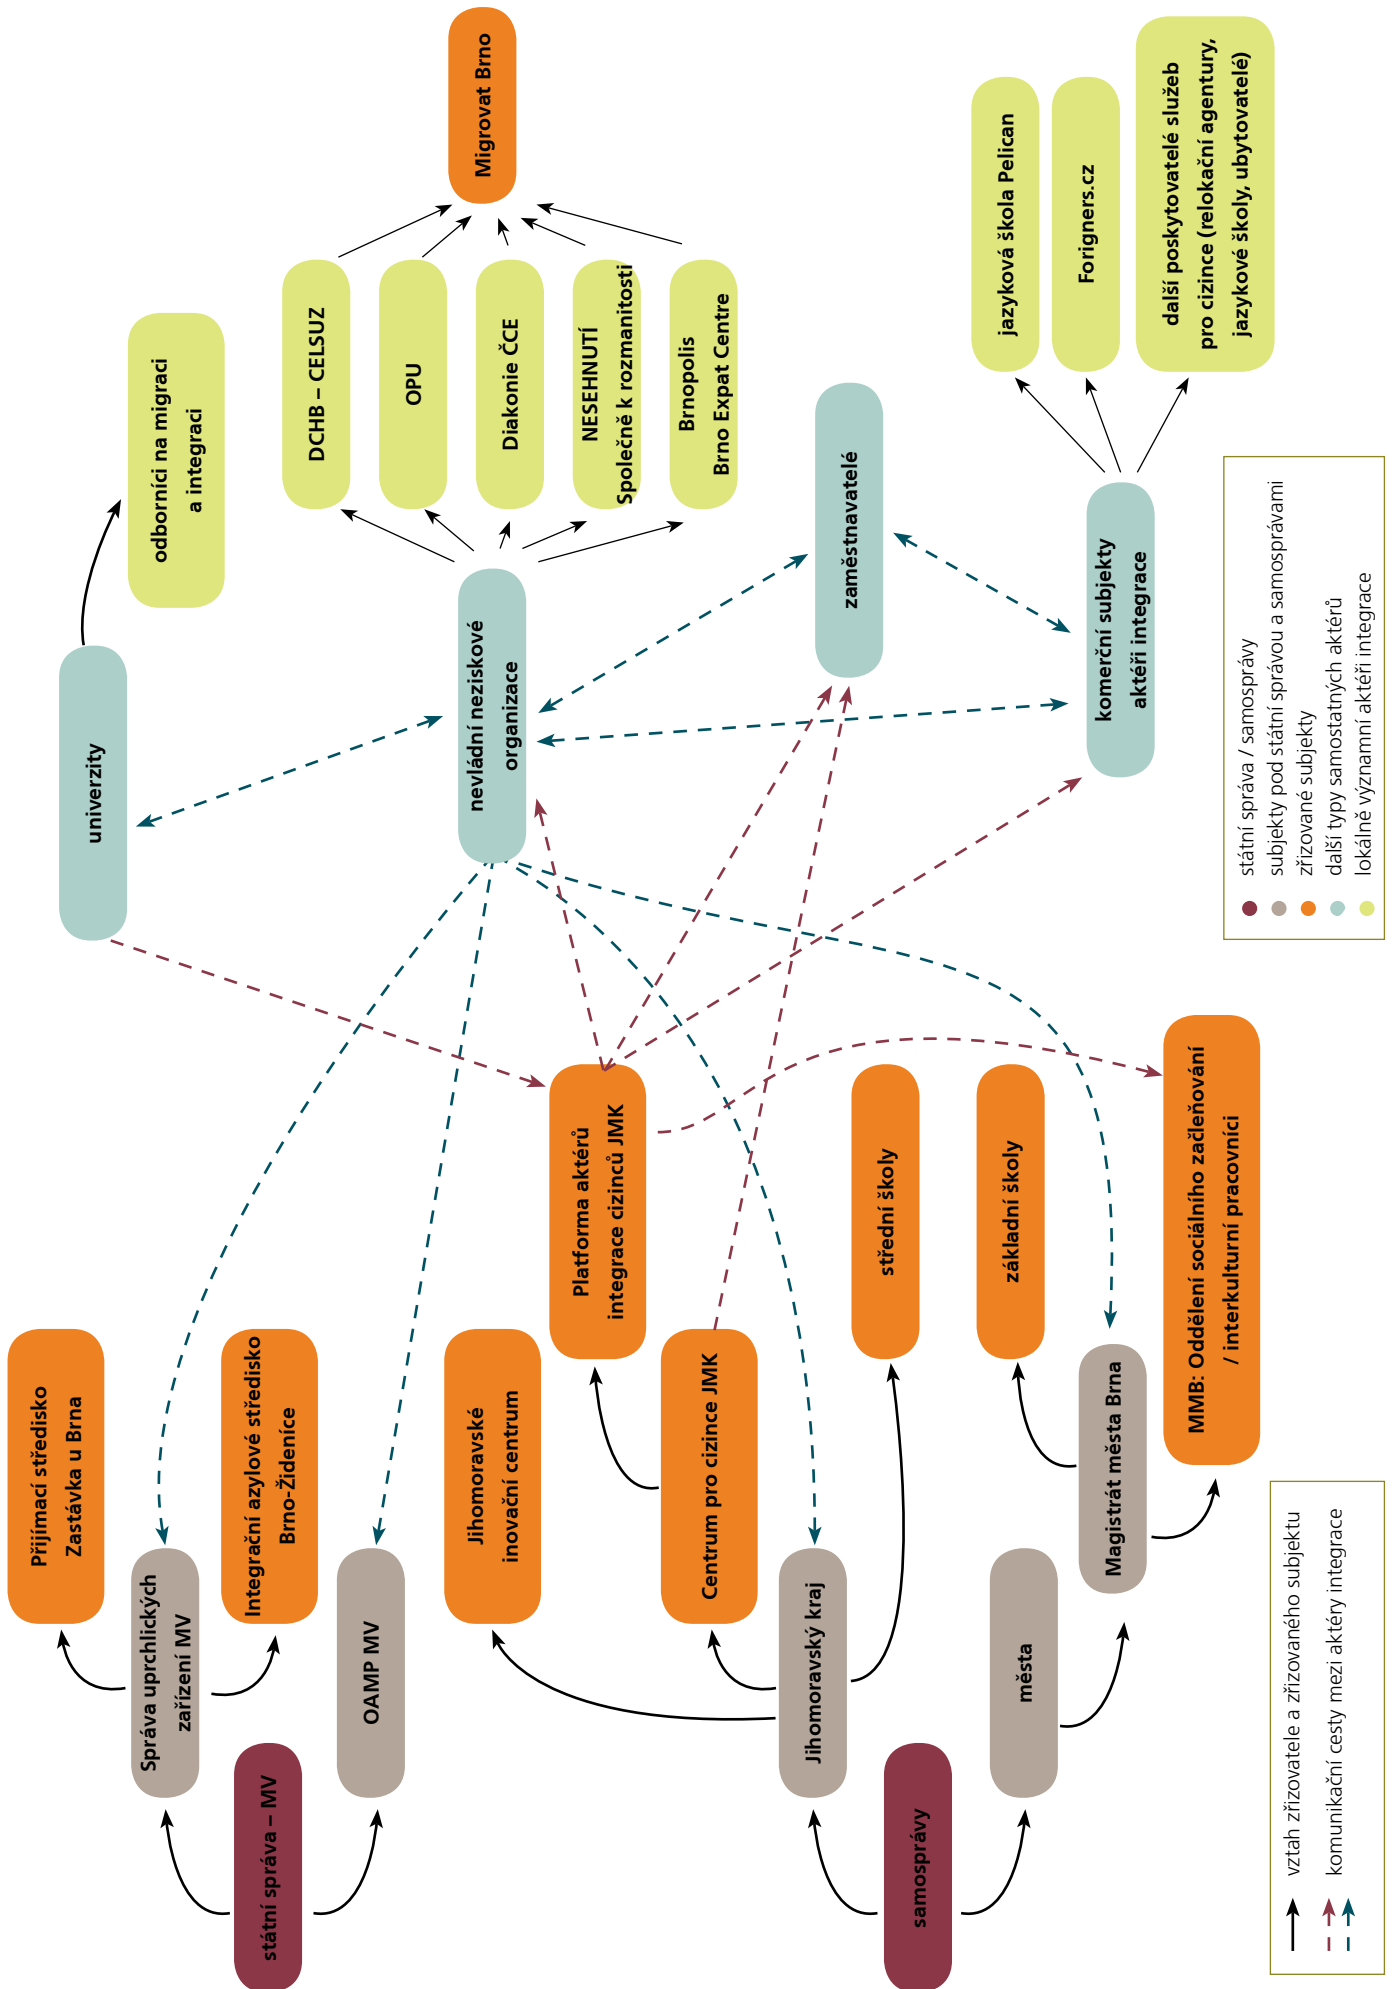 státní správa – MV
samosprávy
Správa uprchlických
zařízení MV
OAMP MV
Jihomoravský kraj
města
Magistrát města Brna
Přijímací středisko
Zastávka u Brna
Integrační azylové středisko
Brno-Žideníce
Jihomoravské
inovační centrum
Centrum pro cizince JMK
Platforma aktérů
integrace cizinců JMK
střední školy
základní školy
MMB: Oddělení sociálního začleňování
/ interkulturní pracovníci
univerzity
nevládní neziskové
organizace
zaměstnavatelé
komerční subjekty
aktéři integrace
odborníci na migraci
a integraci
DCHB – CELSUZ
OPU
Diakonie ČCE
NESEHNUTÍ
Společně k rozmanitosti
Brnopolis
Brno Expat Centre
Migrovat Brno
jazyková škola Pelican
Forigners.cz
další poskytovatelé služeb
pro cizince (relokační agentury,
jazykové školy, ubytovatelé)
vztah zřizovatele a zřizovaného subjektu
komunikační cesty mezi aktéry integrace
státní správa / samosprávy
subjekty pod státní správou a samosprávami
zřizované subjekty
další typy samostatných aktérů
lokálně významní aktéři integrace